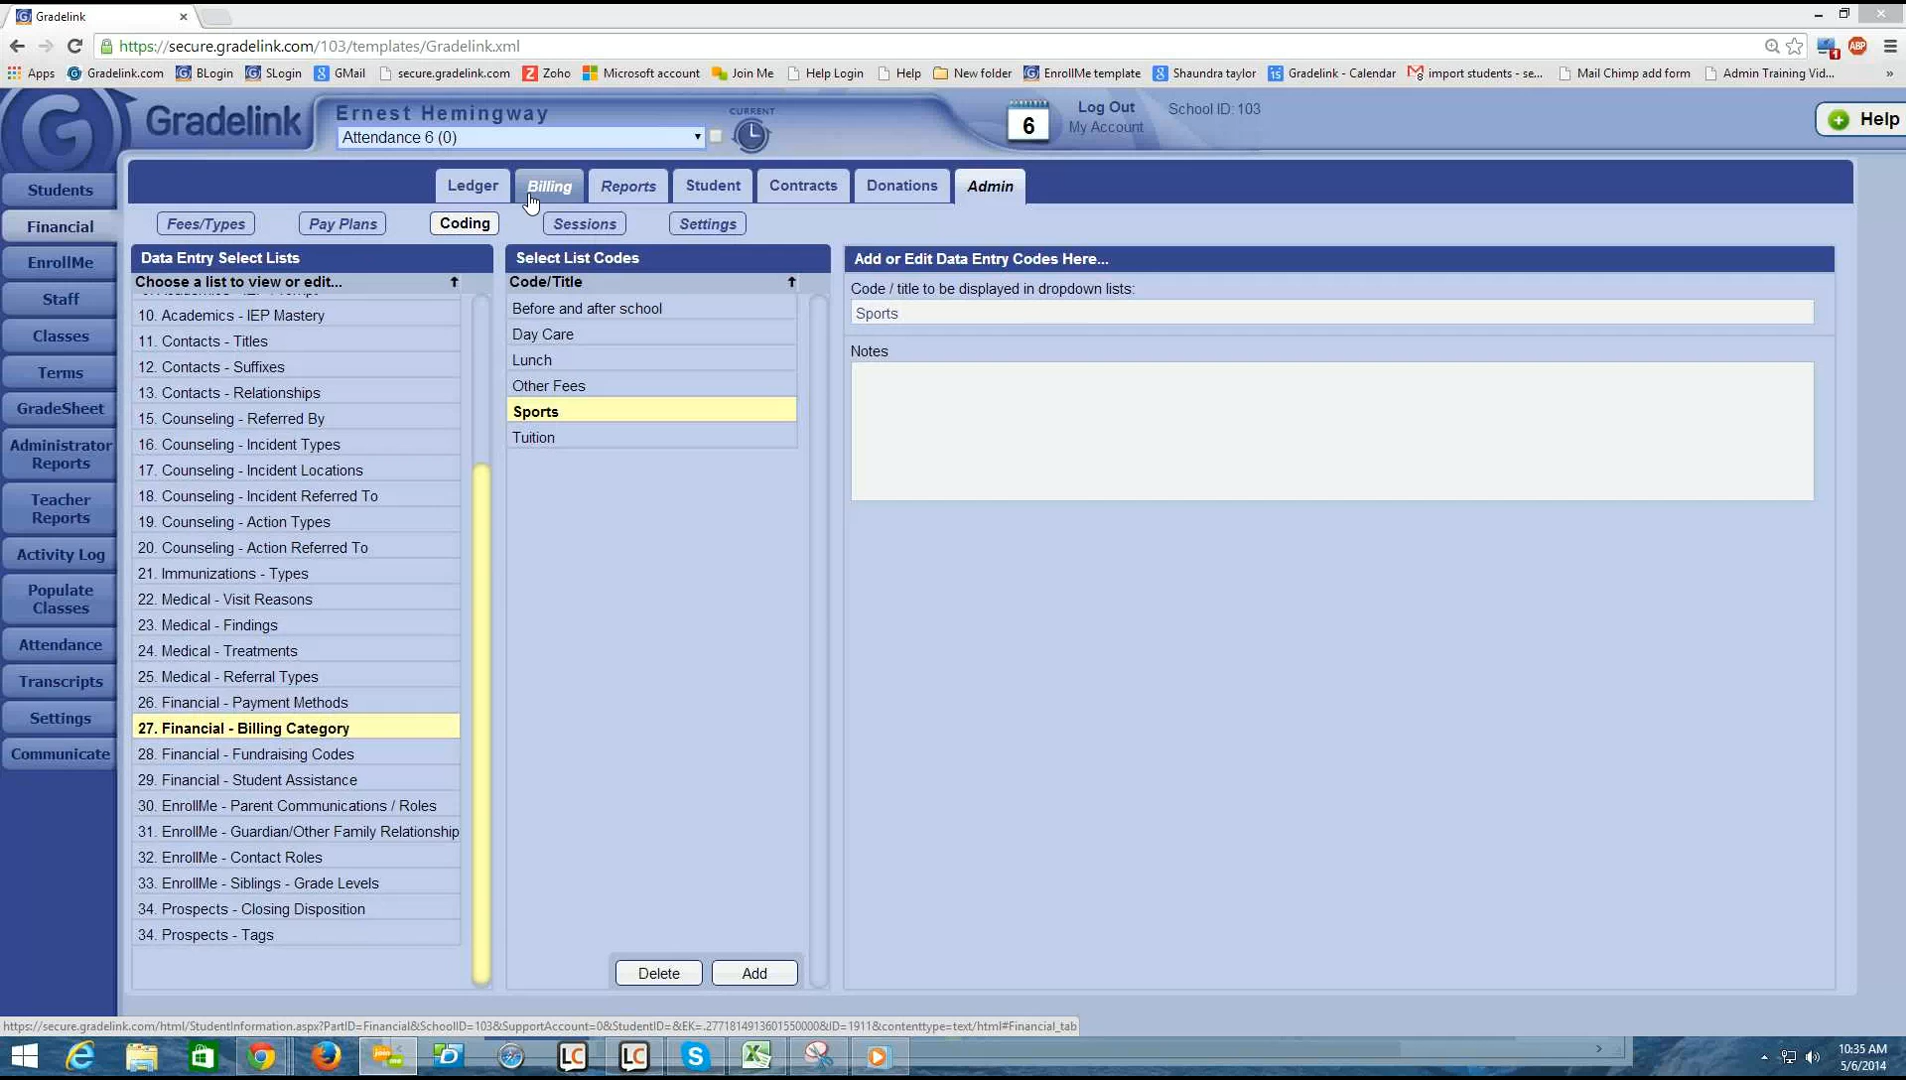 Gradelink
https://secure.gradelink.com/103/templates/Gradelink.xml
Apps Gradelink.com BLogin SLogin GMail secure.gradelink.com Zoho Microsoft account Join Me Help Login Help New folder EnrollMe template Shaundra taylor Gradelink - Calendar import students - se... Mail Chimp add form Admin Training Vid... »
1 ABP
Gradelink
Ernest Hemingway
Attendance 6 (0)
CURRENT
6
Log Out
My Account
School ID: 103
Help
Ledger Billing Reports Student Contracts Donations Admin
Fees/Types Pay Plans Coding Sessions Settings
Students
Financial
EnrollMe
Staff
Classes
Terms
GradeSheet
Administrator
Reports
Teacher
Reports
Activity Log
Populate
Classes
Attendance
Transcripts
Settings
Communicate
Data Entry Select Lists
Choose a list to view or edit...
10. Academics - IEP Mastery
11. Contacts - Titles
12. Contacts - Suffixes
13. Contacts - Relationships
15. Counseling - Referred By
16. Counseling - Incident Types
17. Counseling - Incident Locations
18. Counseling - Incident Referred To
19. Counseling - Action Types
20. Counseling - Action Referred To
21. Immunizations - Types
22. Medical - Visit Reasons
23. Medical - Findings
24. Medical - Treatments
25. Medical - Referral Types
26. Financial - Payment Methods
27. Financial - Billing Category
28. Financial - Fundraising Codes
29. Financial - Student Assistance
30. EnrollMe - Parent Communications / Roles
31. EnrollMe - Guardian/Other Family Relationship
32. EnrollMe - Contact Roles
33. EnrollMe - Siblings - Grade Levels
34. Prospects - Closing Disposition
34. Prospects - Tags
Select List Codes
Code/Title
Before and after school
Day Care
Lunch
Other Fees
Sports
Tuition
Delete Add
Add or Edit Data Entry Codes Here...
Code / title to be displayed in dropdown lists:
Sports
Notes
https://secure.gradelink.com/html/StudentInformation.aspx?PartID=Financial&SchoolID=103&SupportAccount=0&StudentID=&EK=.2771814913601550000&ID=1911&contenttype=text/html#Financial_tab
LC LC
10:35 AM
5/6/2014